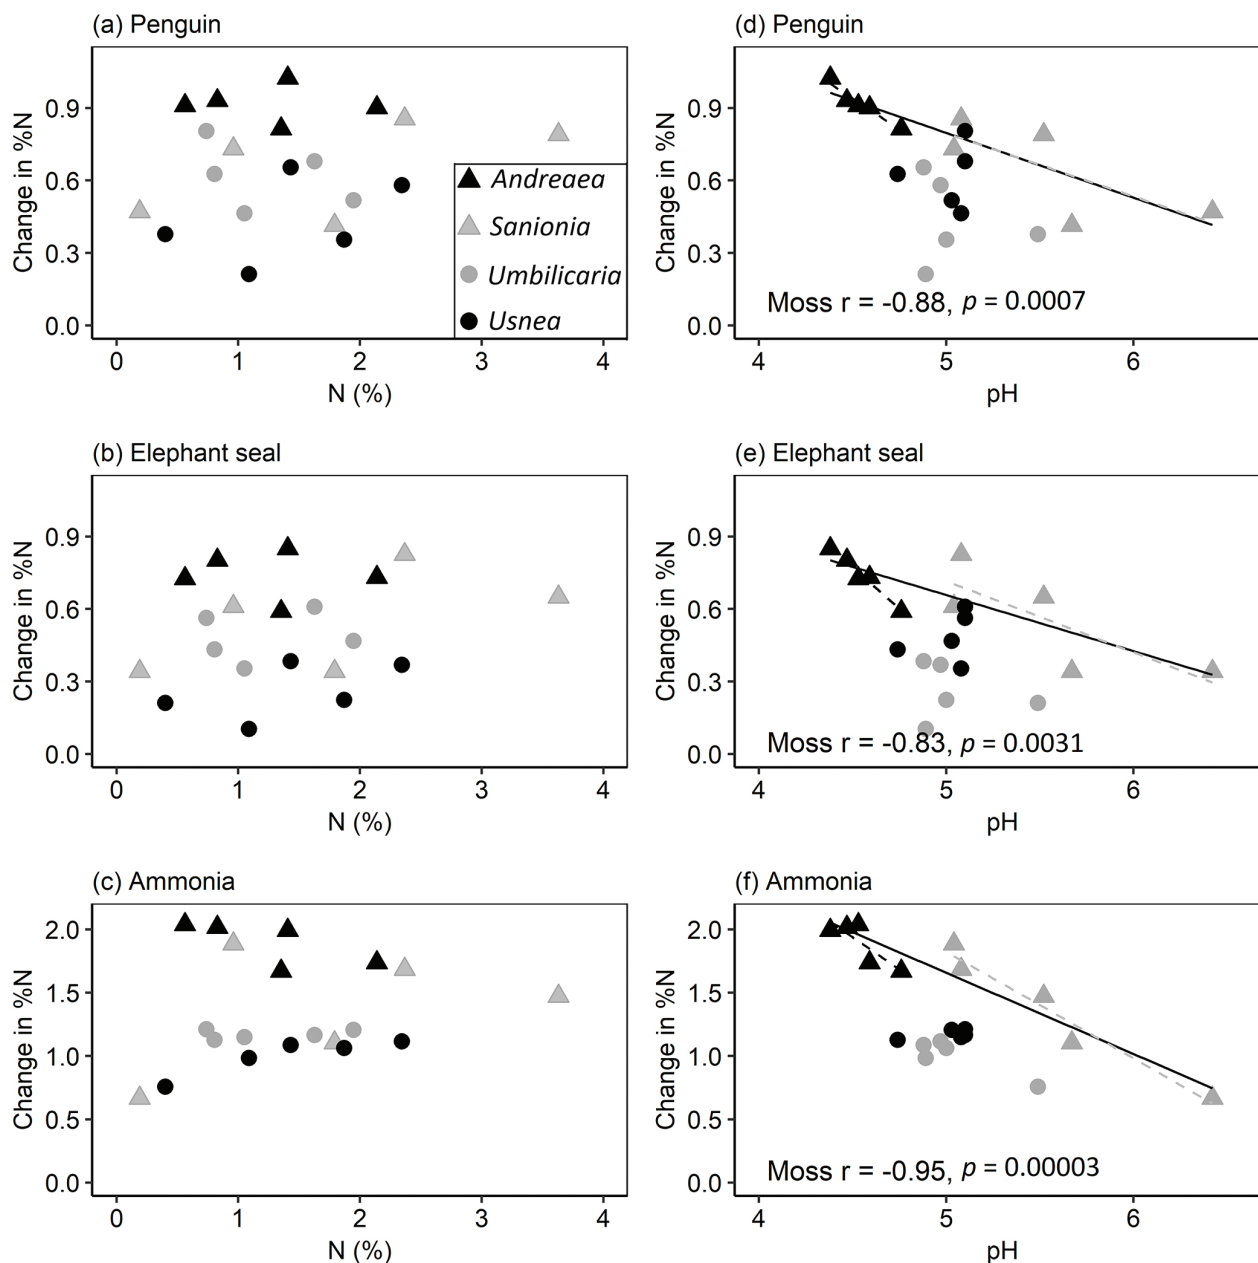 (a) Penguin
Change in %N
0.9
0.6
0.3
0.0
0 1 2 3 4
N (%)
Andreaea
Sanionia
Umbilicaria
Usnea
(d) Penguin
Change in %N
0.9
0.6
0.3
0.0
Moss r = -0.88, p = 0.0007
4 5 6
pH
(b) Elephant seal
Change in %N
0.9
0.6
0.3
0.0
0 1 2 3 4
N (%)
(e) Elephant seal
Change in %N
0.9
0.6
0.3
0.0
Moss r = -0.83, p = 0.0031
4 5 6
pH
(c) Ammonia
Change in %N
2.0
1.5
1.0
0.5
0.0
0 1 2 3 4
N (%)
(f) Ammonia
Change in %N
2.0
1.5
1.0
0.5
0.0
Moss r = -0.95, p = 0.00003
4 5 6
pH